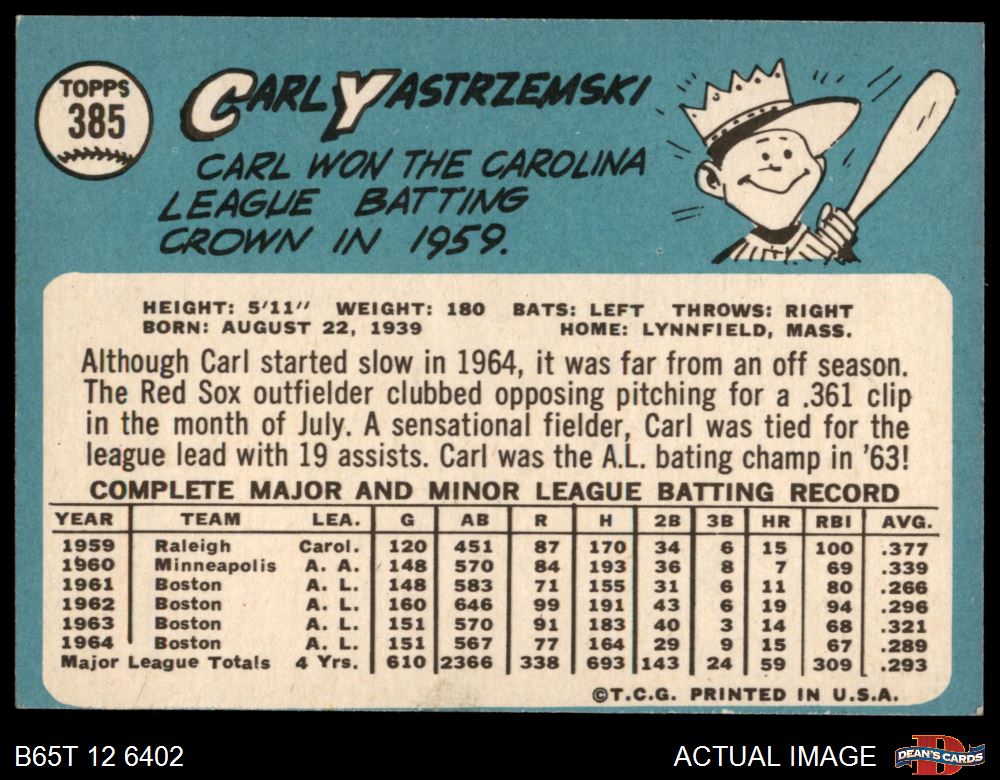 TOPPS
385
CARL YASTRZEMSKI
CARL WON THE CAROLINA
LEAGUE BATTING
CROWN IN 1959.
HEIGHT: 5'11" WEIGHT: 180 BATS: LEFT THROWS: RIGHT
BORN: AUGUST 22, 1939 HOME: LYNNFIELD, MASS.
Although Carl started slow in 1964, it was far from an off season.
The Red Sox outfielder clubbed opposing pitching for a .361 clip
in the month of July. A sensational fielder, Carl was tied for the
league lead with 19 assists. Carl was the A.L. bating champ in '63!
COMPLETE MAJOR AND MINOR LEAGUE BATTING RECORD
YEAR TEAM LEA. G AB R H 2B 3B HR RBI AVG.
1959 Raleigh Carol. 120 451 87 170 34 6 15 100 .377
1960 Minneapolis A. A. 148 570 84 193 36 8 7 69 .339
1961 Boston A. L. 148 583 71 155 31 6 11 80 .266
1962 Boston A. L. 160 646 99 191 43 6 19 94 .296
1963 Boston A. L. 151 570 91 183 40 3 14 68 .321
1964 Boston A. L. 151 567 77 164 29 9 15 67 .289
Major League Totals 4 Yrs. 610 2366 338 693 143 24 59 309 .293
©T.C.G. PRINTED IN U.S.A.
B65T 12 6402
ACTUAL IMAGE
D
DEAN'S CARDS